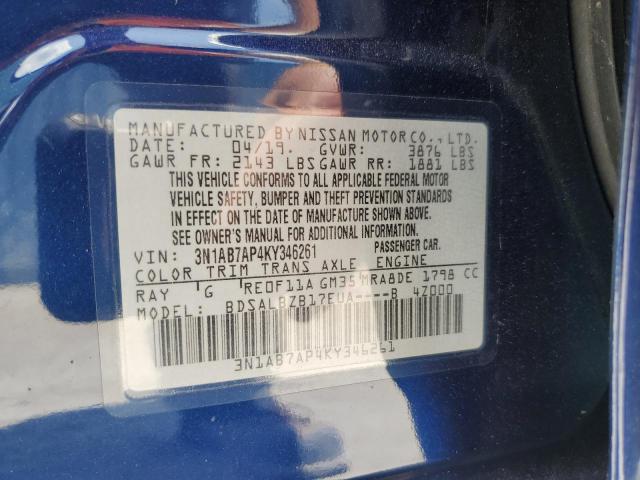 MANUFACTURED BY NISSAN MOTOR CO., LTD.
DATE: 04/19. GVWR: 3876 LBS
GAWR FR: 2143 LBS GAWR RR: 1881 LBS
THIS VEHICLE CONFORMS TO ALL APPLICABLE FEDERAL MOTOR
VEHICLE SAFETY, BUMPER AND THEFT PREVENTION STANDARDS
IN EFFECT ON THE DATE OF MANUFACTURE SHOWN ABOVE.
SEE OWNER'S MANUAL FOR ADDITIONAL INFORMATION
VIN: 3N1AB7AP4KY346261 PASSENGER CAR.
COLOR TRIM TRANS AXLE ENGINE
RAY G RE0F11A GM35 MRA8DE 1798 CC
MODEL: BDSALBZB17EUA----B 4Z000
3N1AB7AP4KY346261